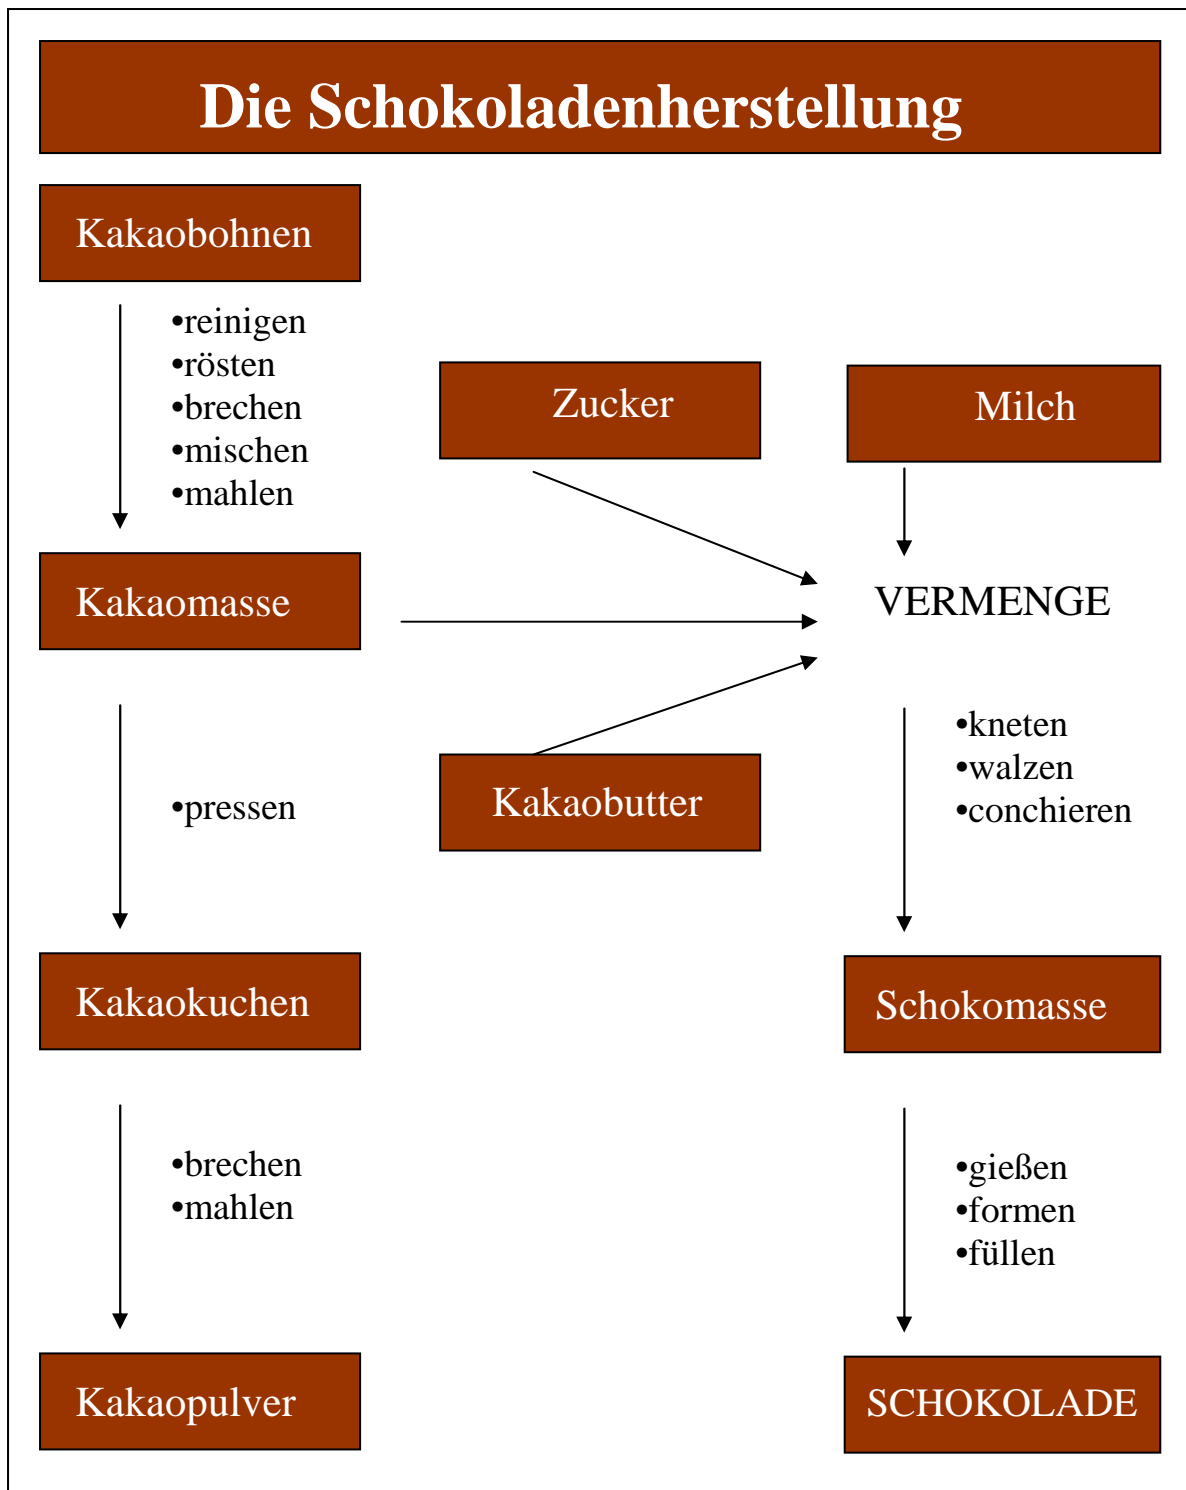 Die Schokoladenherstellung
Kakaobohnen
•reinigen
•rösten
•brechen
•mischen
•mahlen
Zucker
Milch
Kakaomasse
VERMENGE
•pressen
Kakaobutter
•kneten
•walzen
•conchieren
Kakaokuchen
Schokomasse
•brechen
•mahlen
•gießen
•formen
•füllen
Kakaopulver
SCHOKOLADE